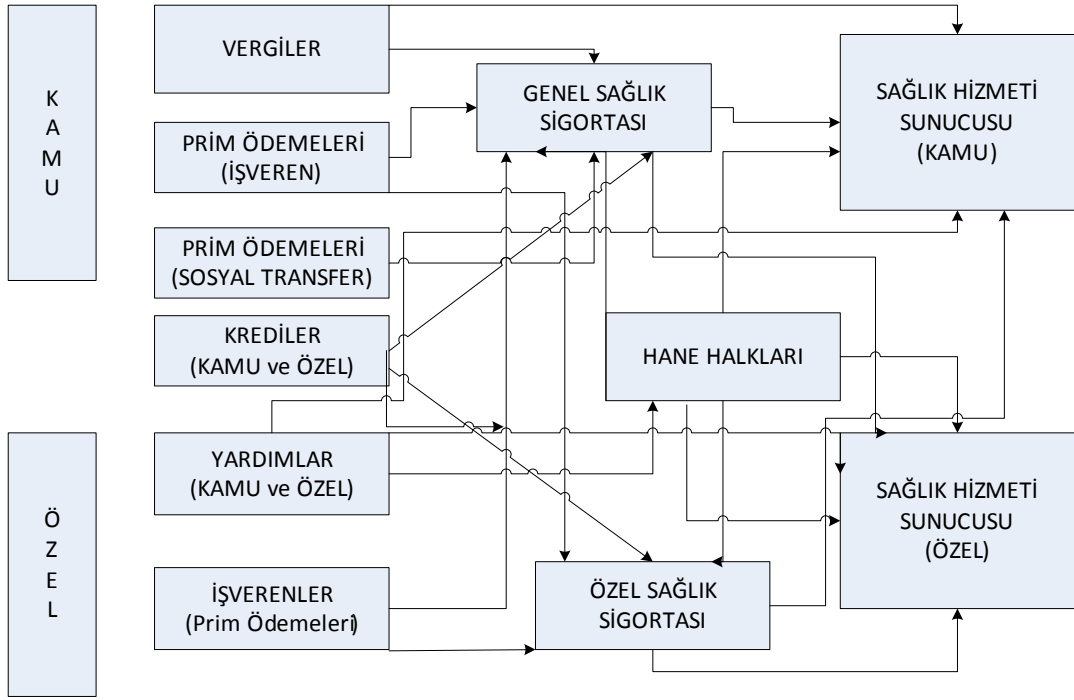 K
A
M
U
VERGİLER
PRİM ÖDEMELERİ
(İŞVEREN)
PRİM ÖDEMELERİ
(SOSYAL TRANSFER)
KREDİLER
(KAMU ve ÖZEL)
Ö
Z
E
L
YARDIMLAR
(KAMU ve ÖZEL)
İŞVERENLER
(Prim Ödemeleri)
GENEL SAĞLIK
SİGORTASI
HANE HALKLARI
ÖZEL SAĞLIK
SİGORTASI
SAĞLIK HİZMETİ
SUNUCUSU
(KAMU)
SAĞLIK HİZMETİ
SUNUCUSU
(ÖZEL)